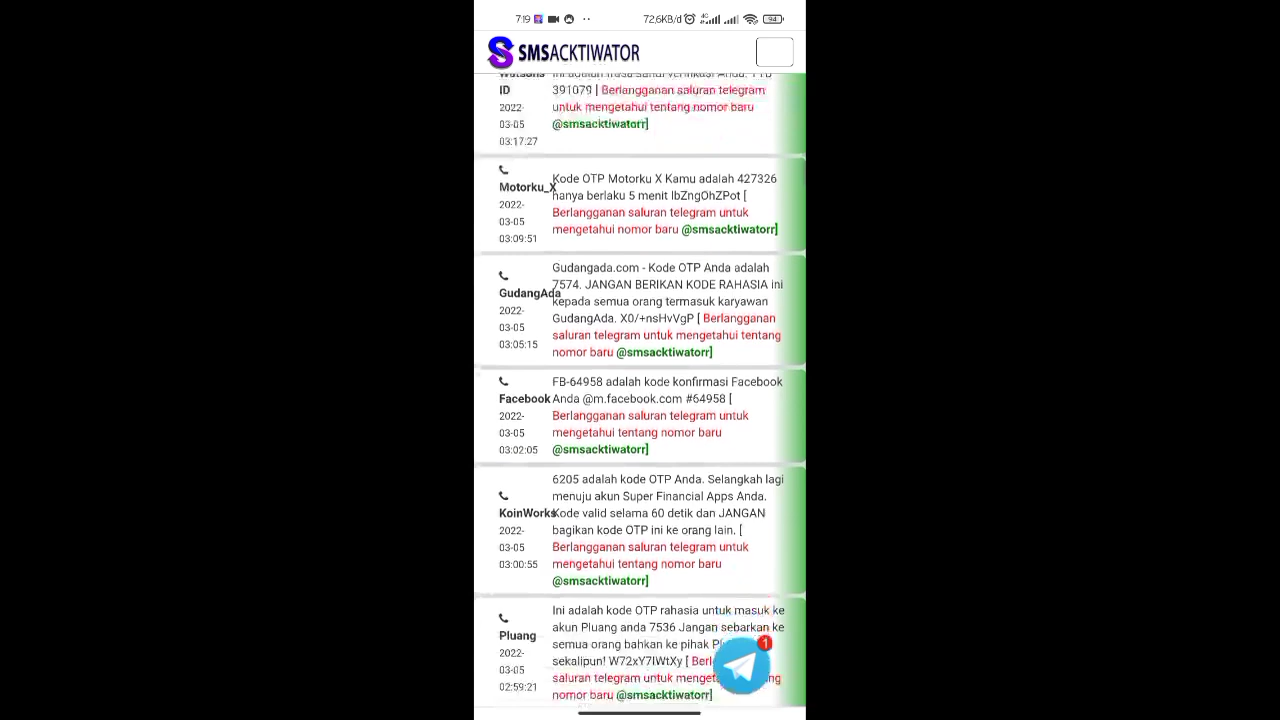 7:19
72,6KB/d 4G 94
SMSACKTIWATOR
Watsons
ID
2022-
03-05
03:17:27
391079 [ Berlangganan saluran telegram
untuk mengetahui tentang nomor baru
@smsacktiwatorr]
Motorku_X
2022-
03-05
03:09:51
Kode OTP Motorku X Kamu adalah 427326
hanya berlaku 5 menit IbZngOhZPot [
Berlangganan saluran telegram untuk
mengetahui nomor baru @smsacktiwatorr]
GudangAda
2022-
03-05
03:05:15
Gudangada.com - Kode OTP Anda adalah
7574. JANGAN BERIKAN KODE RAHASIA ini
kepada semua orang termasuk karyawan
GudangAda. X0/+nsHvVgP [ Berlangganan
saluran telegram untuk mengetahui tentang
nomor baru @smsacktiwatorr]
Facebook
2022-
03-05
03:02:05
FB-64958 adalah kode konfirmasi Facebook
Anda @m.facebook.com #64958 [
Berlangganan saluran telegram untuk
mengetahui tentang nomor baru
@smsacktiwatorr]
KoinWorks
2022-
03-05
03:00:55
6205 adalah kode OTP Anda. Selangkah lagi
menuju akun Super Financial Apps Anda.
Kode valid selama 60 detik dan JANGAN
bagikan kode OTP ini ke orang lain. [
Berlangganan saluran telegram untuk
mengetahui tentang nomor baru
@smsacktiwatorr]
Pluang
2022-
03-05
02:59:21
Ini adalah kode OTP rahasia untuk masuk ke
akun Pluang anda 7536 Jangan sebarkan ke
semua orang bahkan ke pihak
sekalipun! W72xY7IWtXy [
saluran telegram untuk
nomor baru @smsacktiwatorr]
1